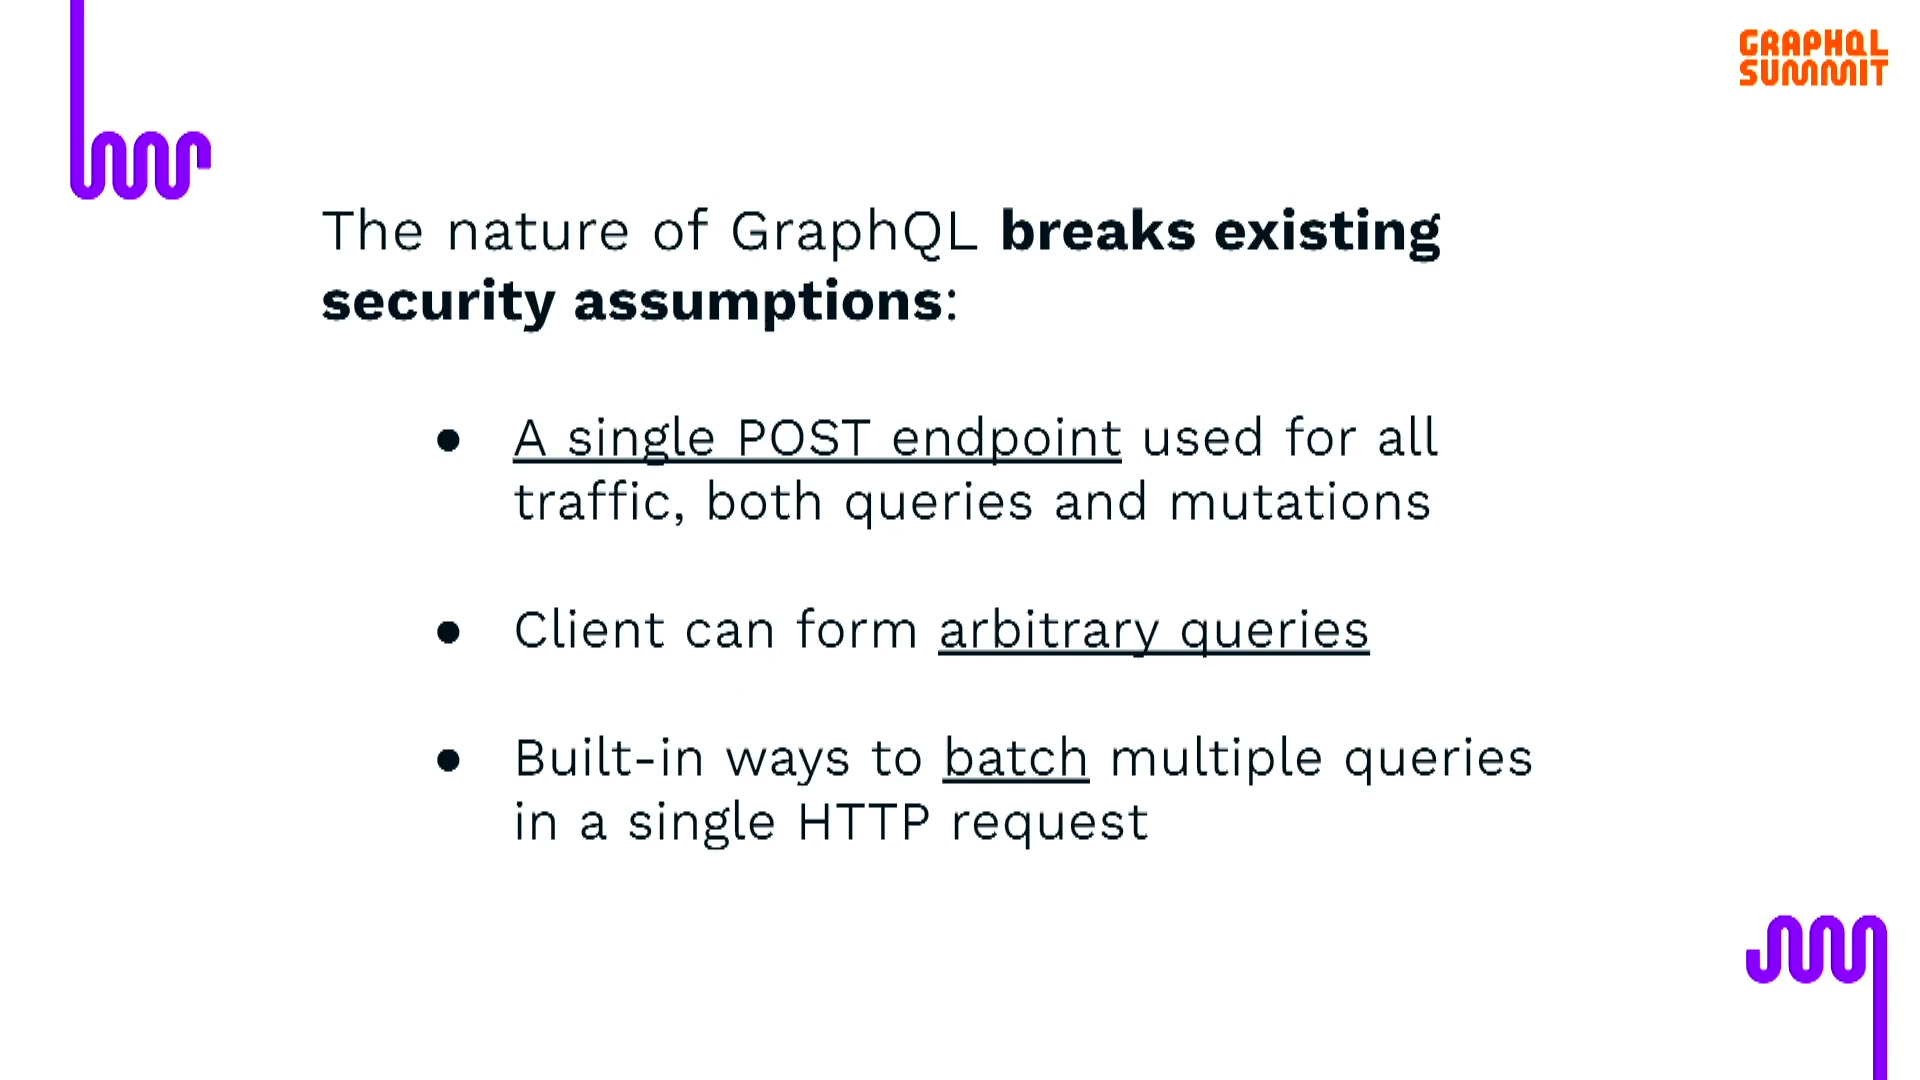 GRAPHQL
SUMMIT
The nature of GraphQL breaks existing
security assumptions:
● A single POST endpoint used for all
traffic, both queries and mutations
● Client can form arbitrary queries
● Built-in ways to batch multiple queries
in a single HTTP request